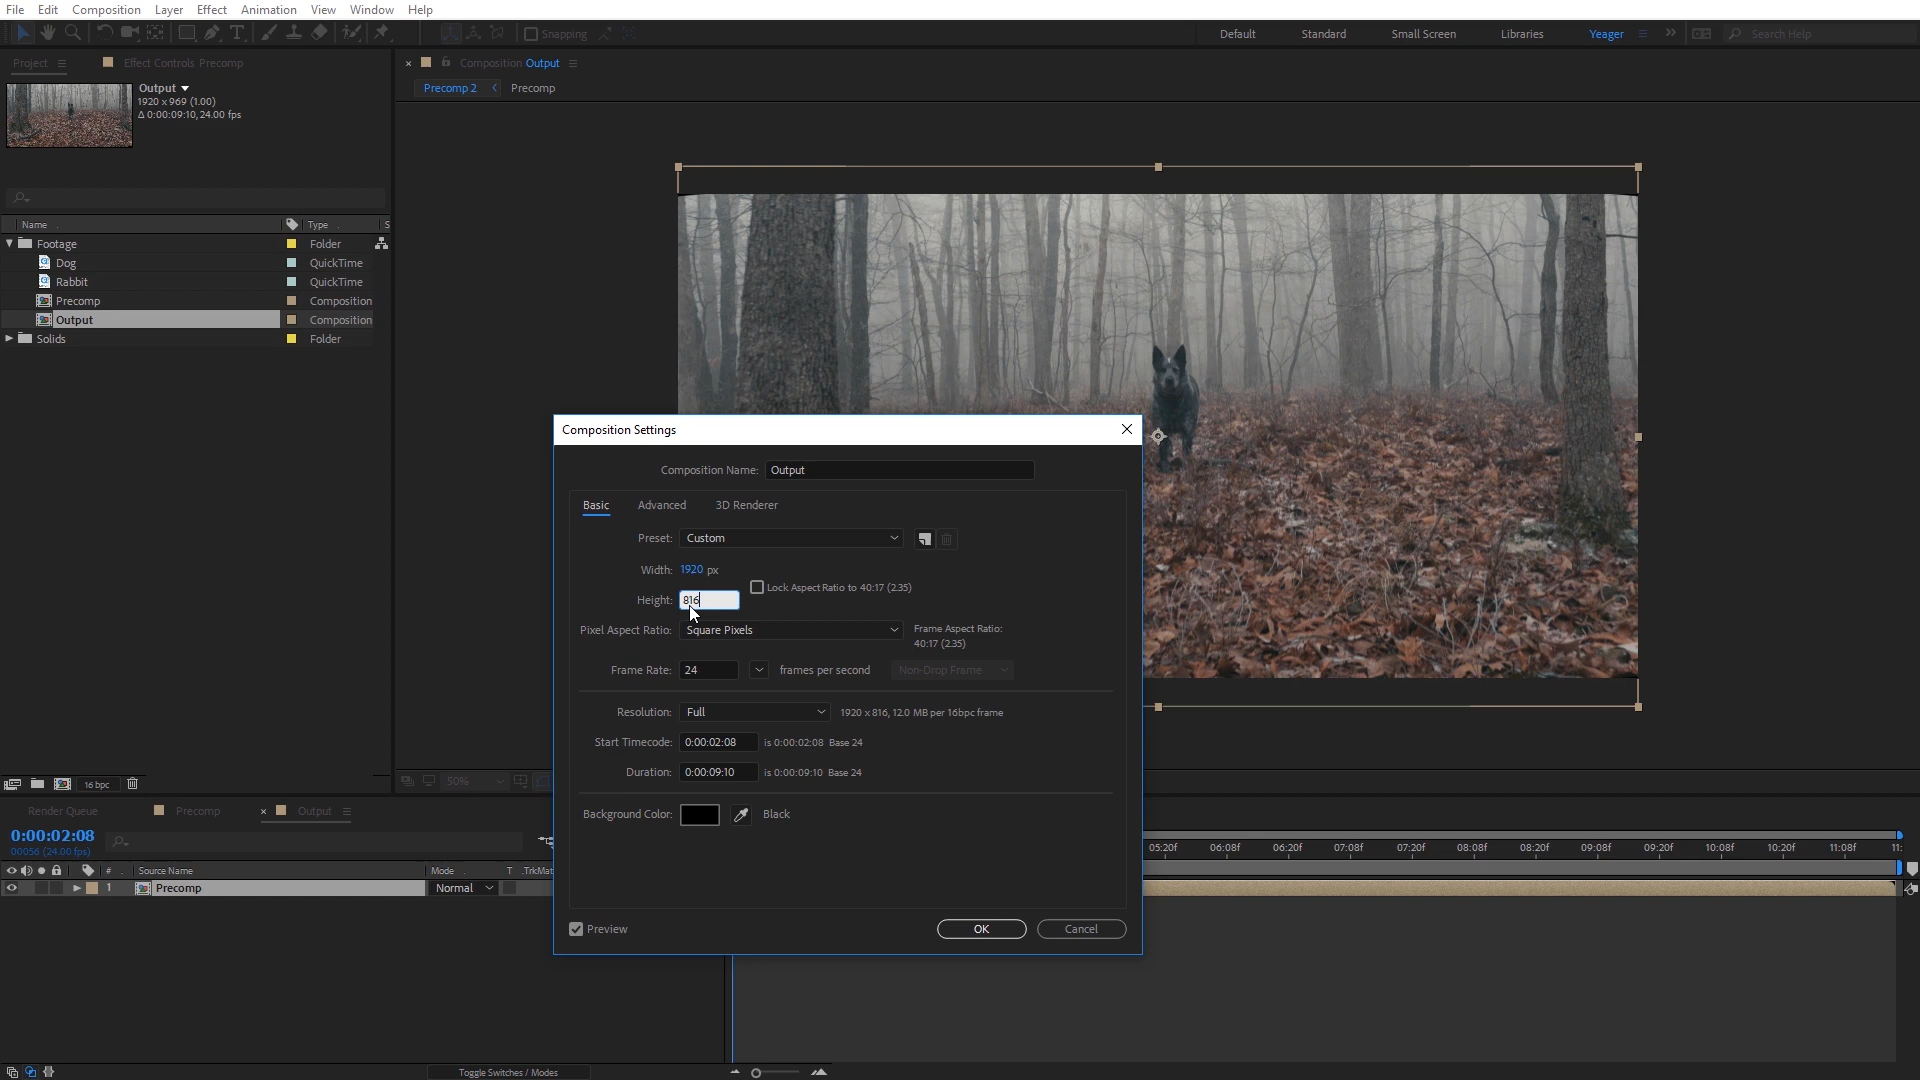 File Edit Composition Layer Effect Animation View Window Help
Snapping Default Standard Small Screen Libraries Yeager » Search Help
Project Effect Controls Precomp
× Composition Output
Output
1920 x 969 (1.00)
Δ 0:00:09:10, 24.00 fps
Precomp 2 Precomp
Name Type S
Footage Folder
Dog QuickTime
Rabbit QuickTime
Precomp Composition
Output Composition
Solids Folder
Composition Settings
Composition Name: Output
Basic Advanced 3D Renderer
Preset: Custom
Width: 1920 px
Lock Aspect Ratio to 40:17 (2.35)
Height: 816
Pixel Aspect Ratio: Square Pixels
Frame Aspect Ratio:
40:17 (2.35)
Frame Rate: 24 frames per second Non-Drop Frame
Resolution: Full 1920 x 816, 12.0 MB per 16bpc frame
Start Timecode: 0:00:02:08 is 0:00:02:08 Base 24
Duration: 0:00:09:10 is 0:00:09:10 Base 24
Background Color: Black
Preview OK Cancel
16 bpc
50%
Render Queue Precomp × Output
0:00:02:08
00056 (24.00 fps)
# Source Name Mode T .TrkMat
1 Precomp Normal
05:20f 06:08f 06:20f 07:08f 07:20f 08:08f 08:20f 09:08f 09:20f 10:08f 10:20f 11:08f 11:
Toggle Switches / Modes